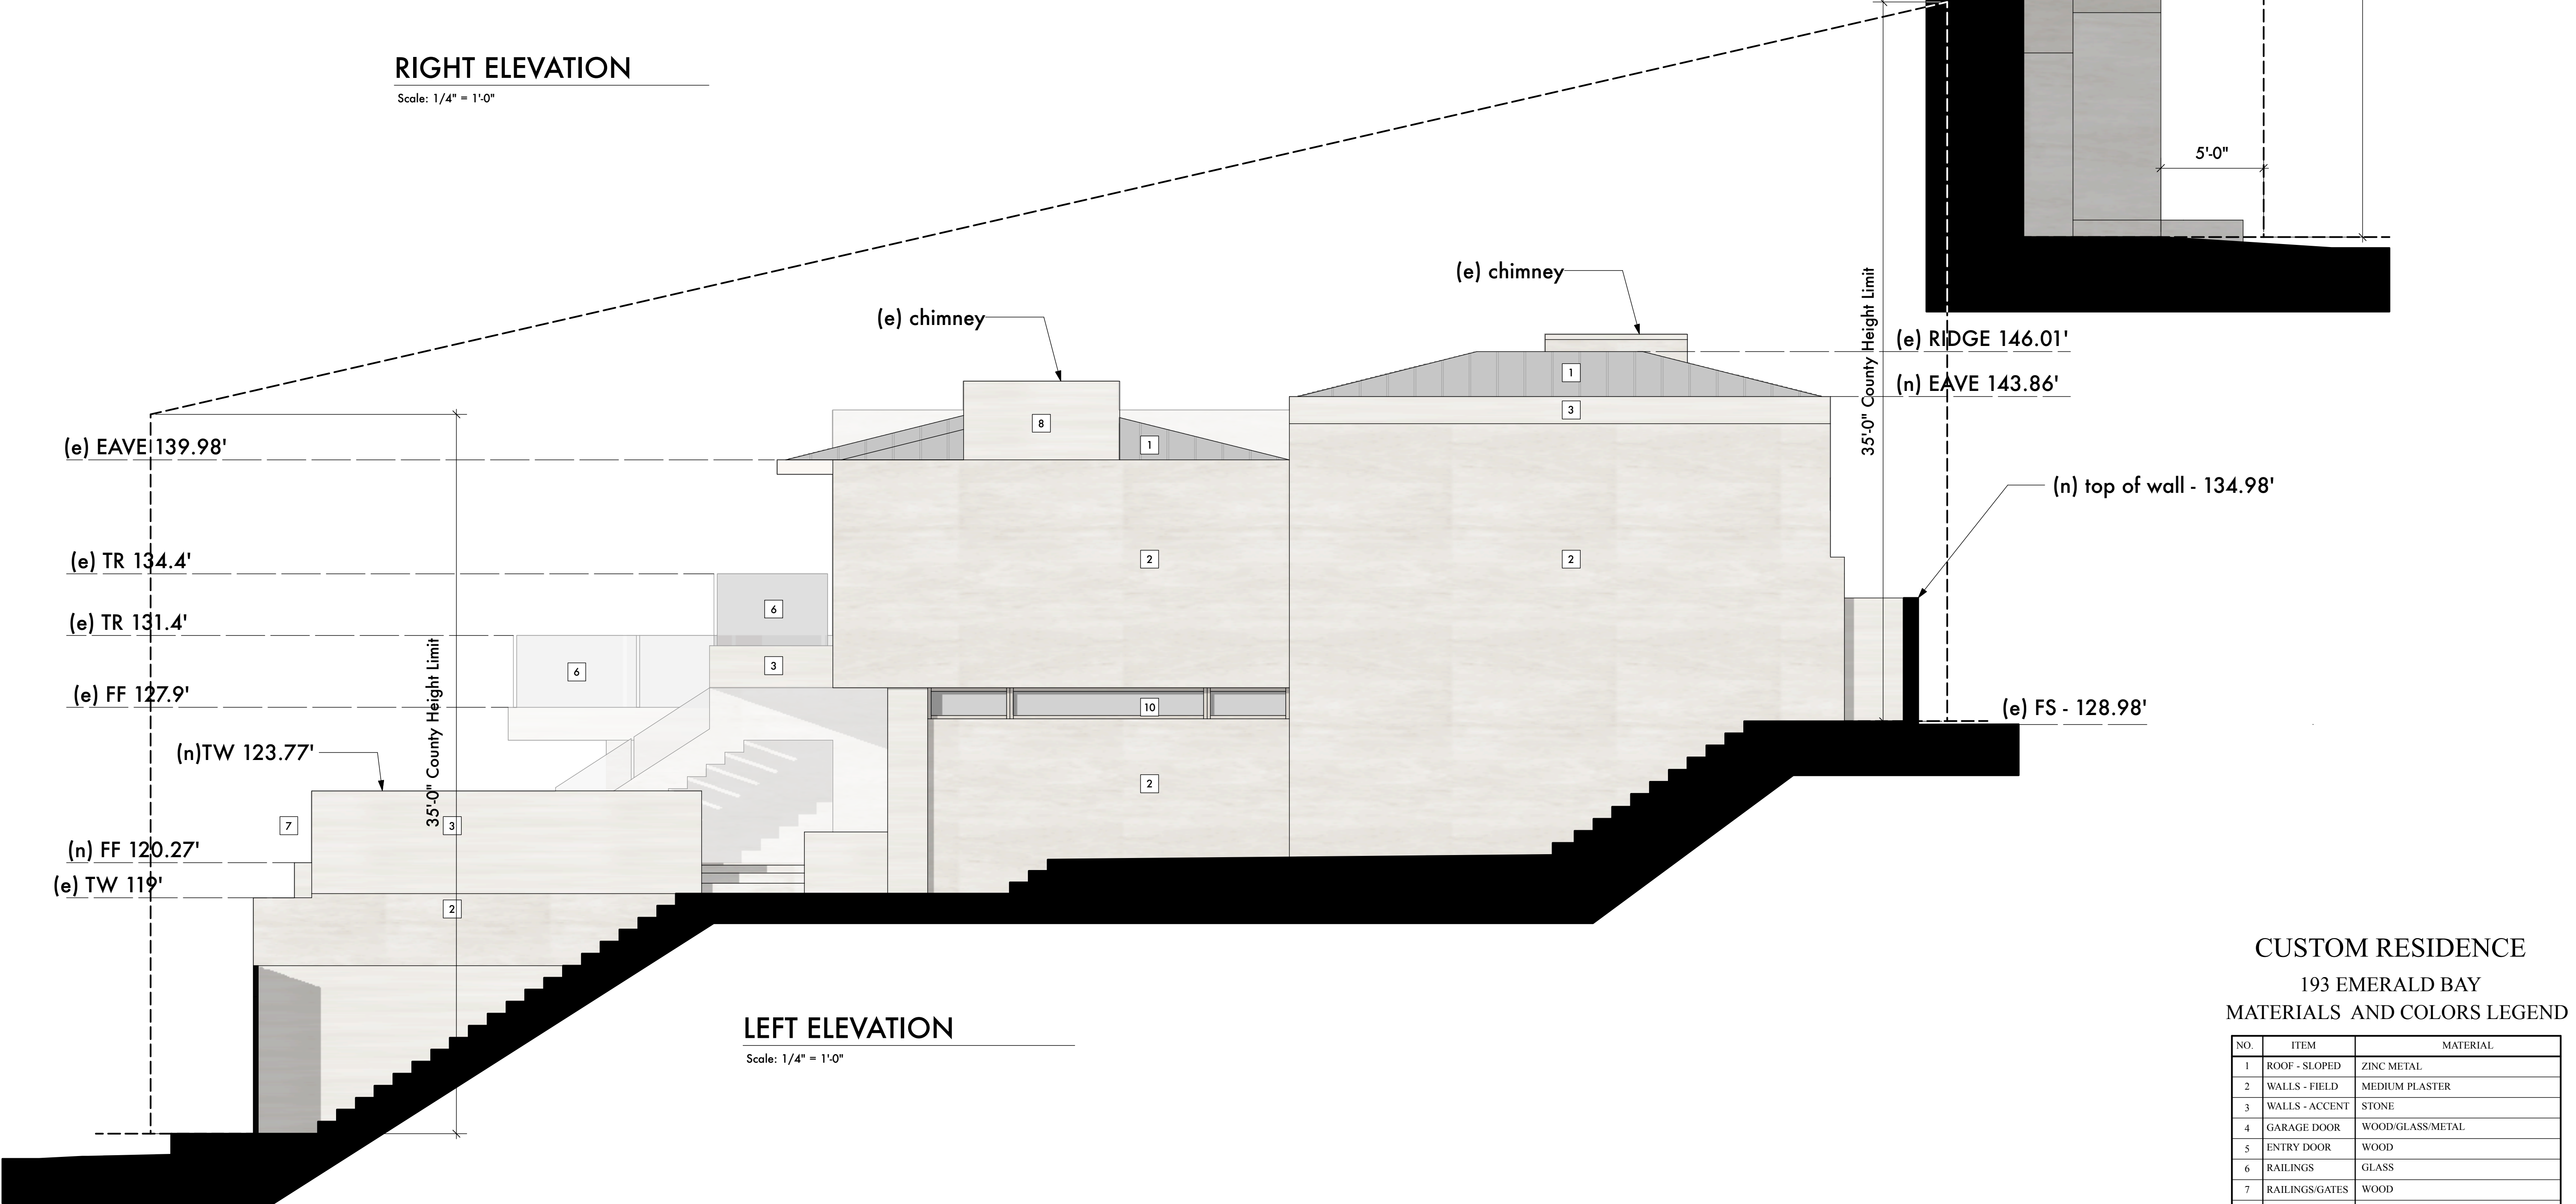 RIGHT ELEVATION
Scale: 1/4" = 1'-0"
5'-0"
(e) chimney
(e) chimney
35'-0" County Height Limit
(e) RIDGE 146.01'
(n) EAVE 143.86'
1
3
8
1
(e) EAVE 139.98'
(n) top of wall - 134.98'
2
2
(e) TR 134.4'
6
(e) TR 131.4'
3
6
35'-0" County Height Limit
(e) FF 127.9'
10
(e) FS - 128.98'
(n)TW 123.77'
2
7
3
(n) FF 120.27'
(e) TW 119'
2
LEFT ELEVATION
Scale: 1/4" = 1'-0"
CUSTOM RESIDENCE
193 EMERALD BAY
MATERIALS AND COLORS LEGEND
NO. ITEM MATERIAL
1 ROOF - SLOPED ZINC METAL
2 WALLS - FIELD MEDIUM PLASTER
3 WALLS - ACCENT STONE
4 GARAGE DOOR WOOD/GLASS/METAL
5 ENTRY DOOR WOOD
6 RAILINGS GLASS
7 RAILINGS/GATES WOOD